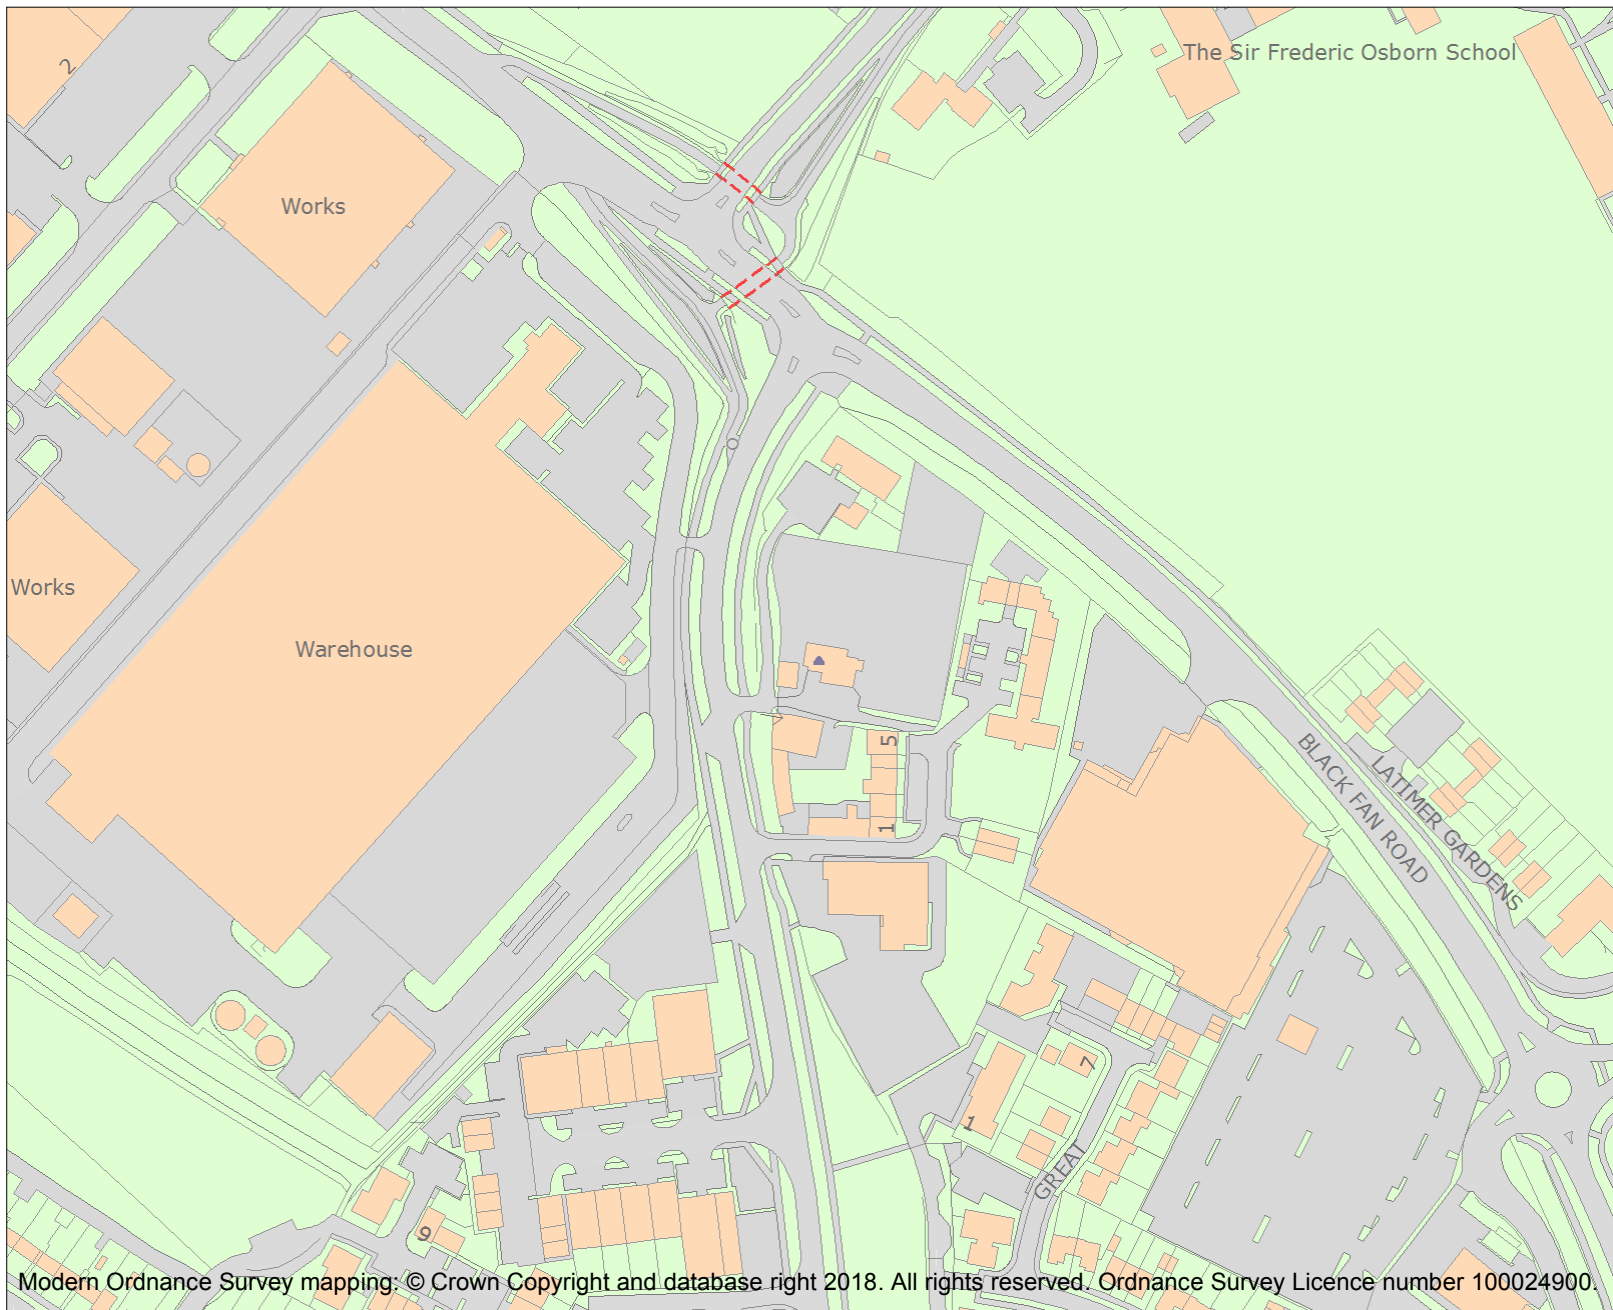 2
The Sir Frederic Osborn School
Works
Works
Warehouse
5
1
BLACK FAN ROAD
LATIMER GARDENS
7
1
GREAT
9
Modern Ordnance Survey mapping: © Crown Copyright and database right 2018. All rights reserved. Ordnance Survey Licence number 100024900.